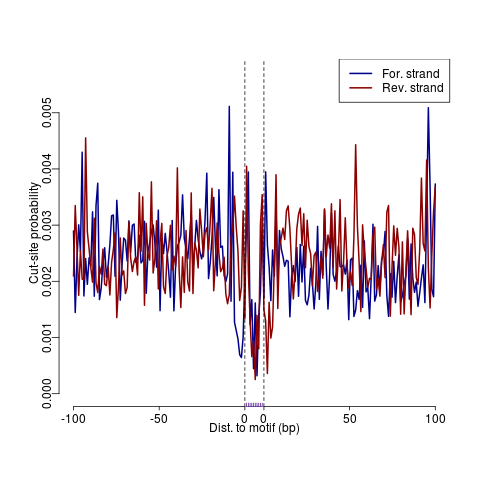 For. strand
Rev. strand
Cut-site probability
0.005
0.004
0.003
0.002
0.001
0.000
-100 -50 0 0 50 100
Dist. to motif (bp)